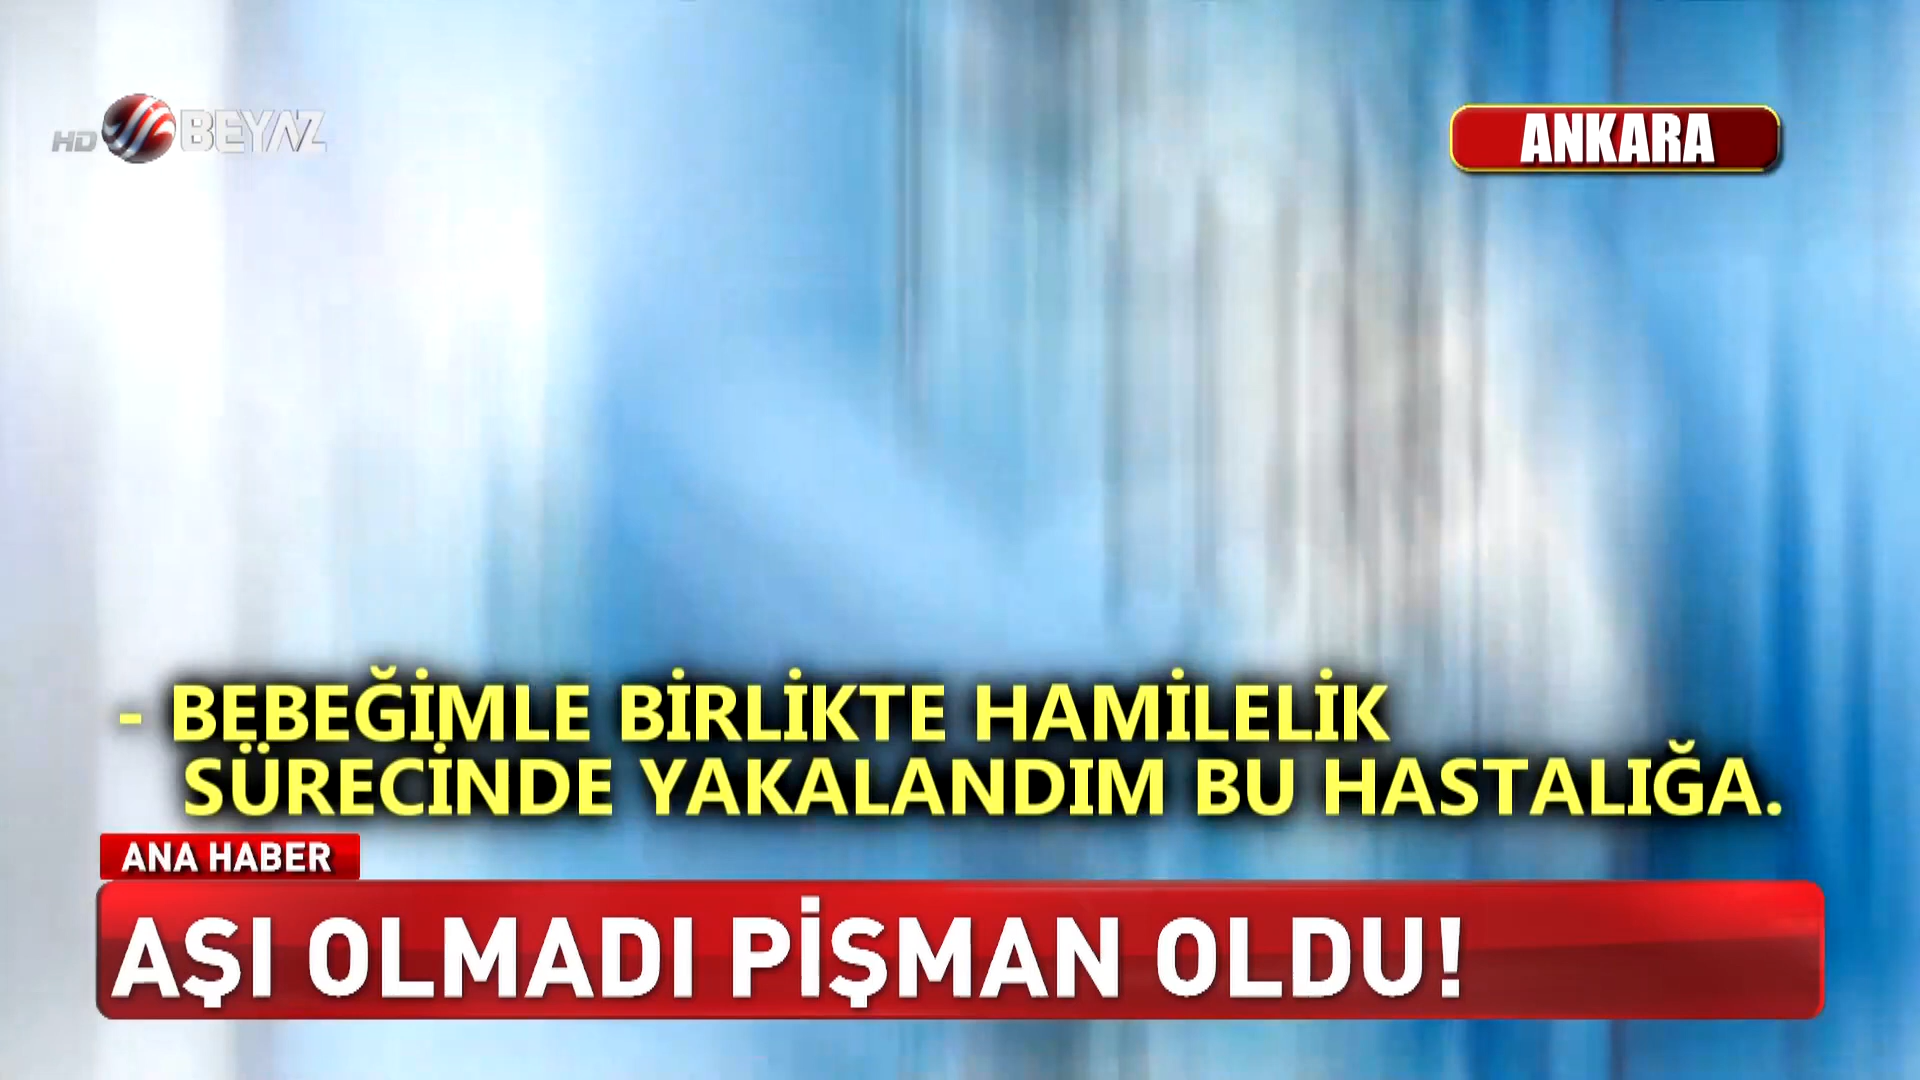 HD BEYAZ
ANKARA
- BEBEĞİMLE BİRLİKTE HAMİLELİK
SÜRECİNDE YAKALANDIM BU HASTALIĞA.
ANA HABER
AŞI OLMADI PİŞMAN OLDU!